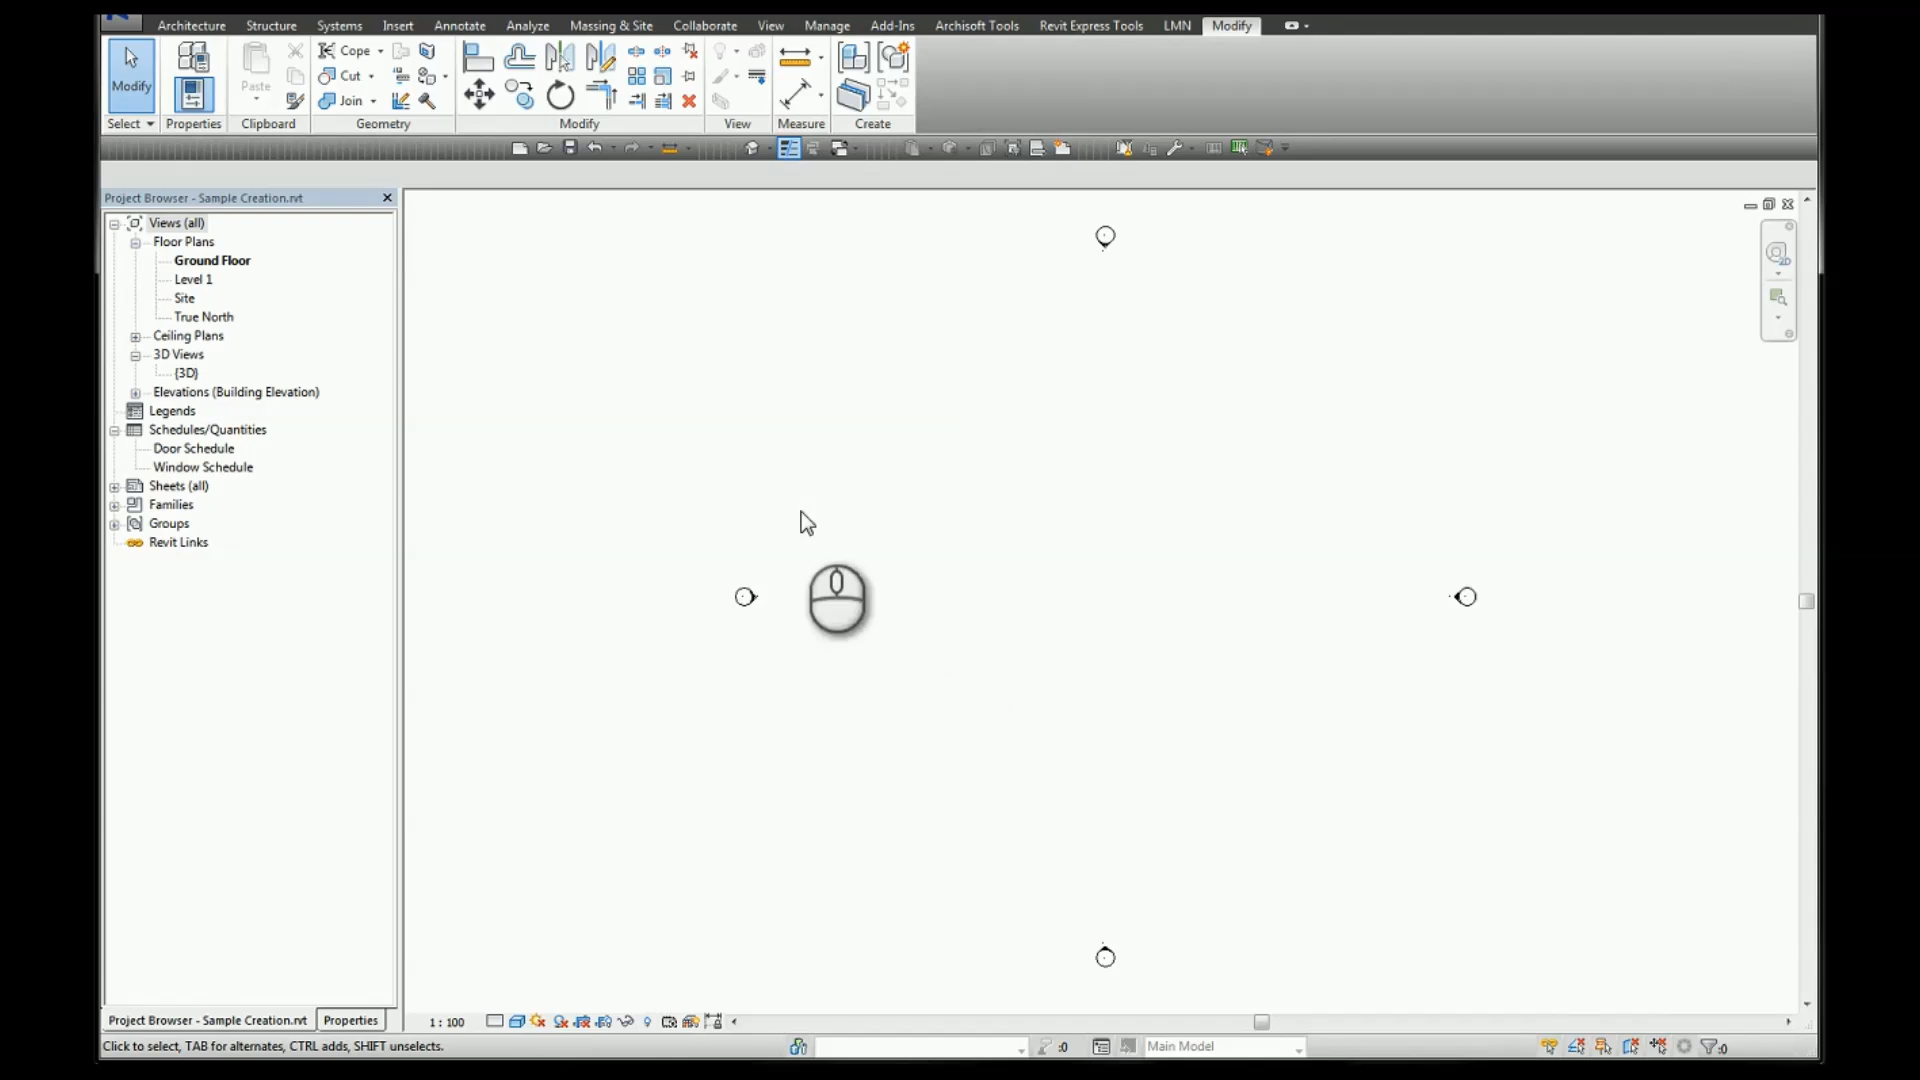 Architecture Structure Systems Insert Annotate Analyze Massing & Site Collaborate View Manage Add-Ins Archisoft Tools Revit Express Tools LMN Modify
Modify Paste Cope
Cut
Join
Select Properties Clipboard Geometry Modify View Measure Create
Project Browser - Sample Creation.rvt
Views (all)
Floor Plans
Ground Floor
Level 1
Site
True North
Ceiling Plans
3D Views
{3D}
Elevations (Building Elevation)
Legends
Schedules/Quantities
Door Schedule
Window Schedule
Sheets (all)
Families
Groups
Revit Links
2D
Project Browser - Sample Creation.rvt Properties 1 : 100
Click to select, TAB for alternates, CTRL adds, SHIFT unselects. :0 Main Model :0